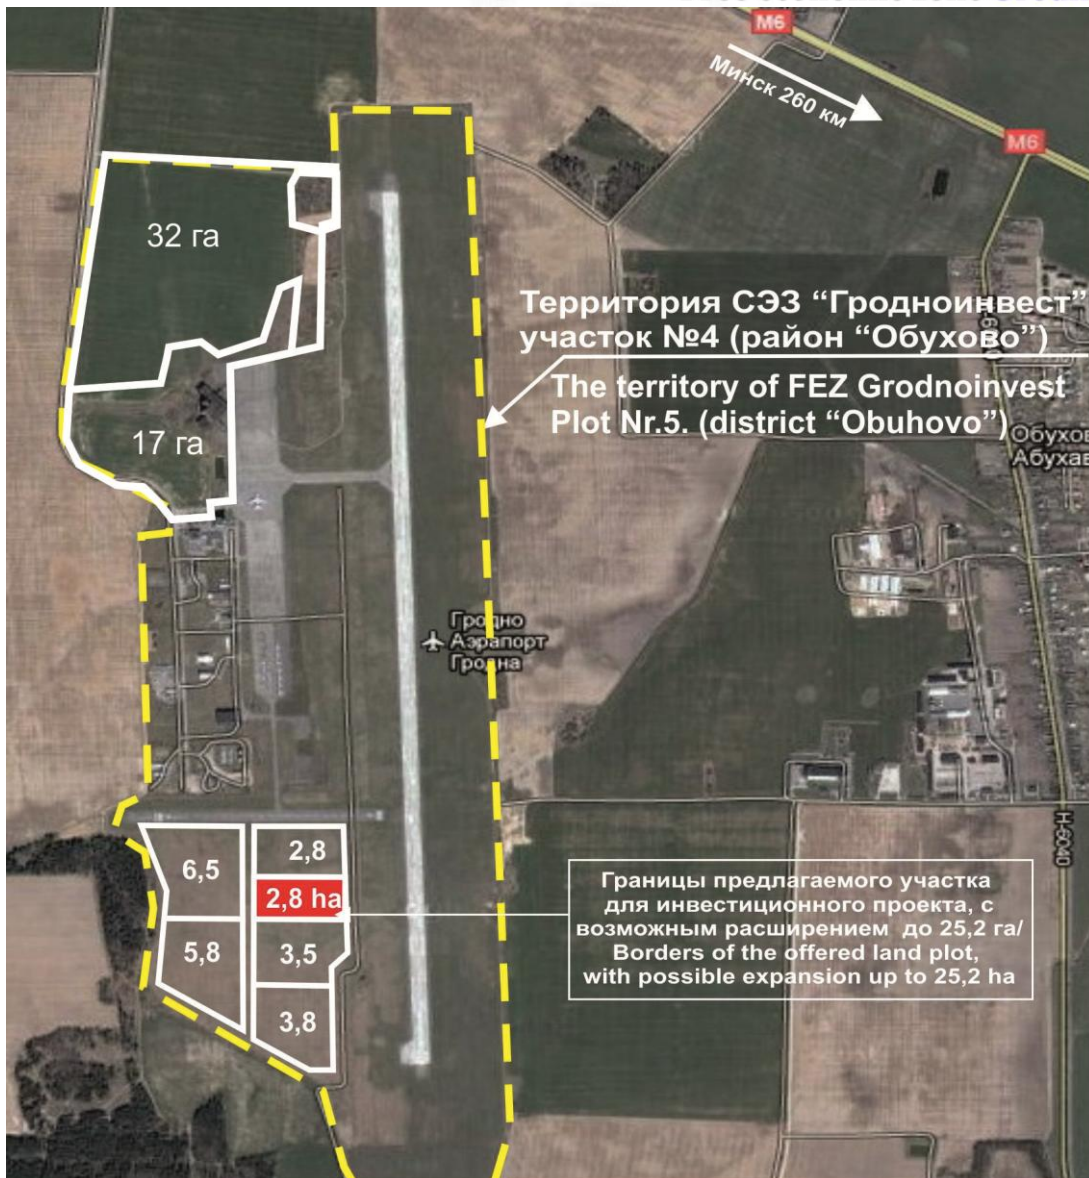 М6
Минск 260 км
М6
32 га
Территория СЭЗ “Гродноинвест”
участок №4 (район “Обухово”)
The territory of FEZ Grodnoinvest
Plot Nr.5. (district “Obuhovo”)
17 га
Обухов
Абухав
Гродно
Аэрапорт
Гродна
Н-6040
6,5
2,8
2,8 ha
5,8
3,5
3,8
Границы предлагаемого участка
для инвестиционного проекта, с
возможным расширением до 25,2 га/
Borders of the offered land plot,
with possible expansion up to 25,2 ha